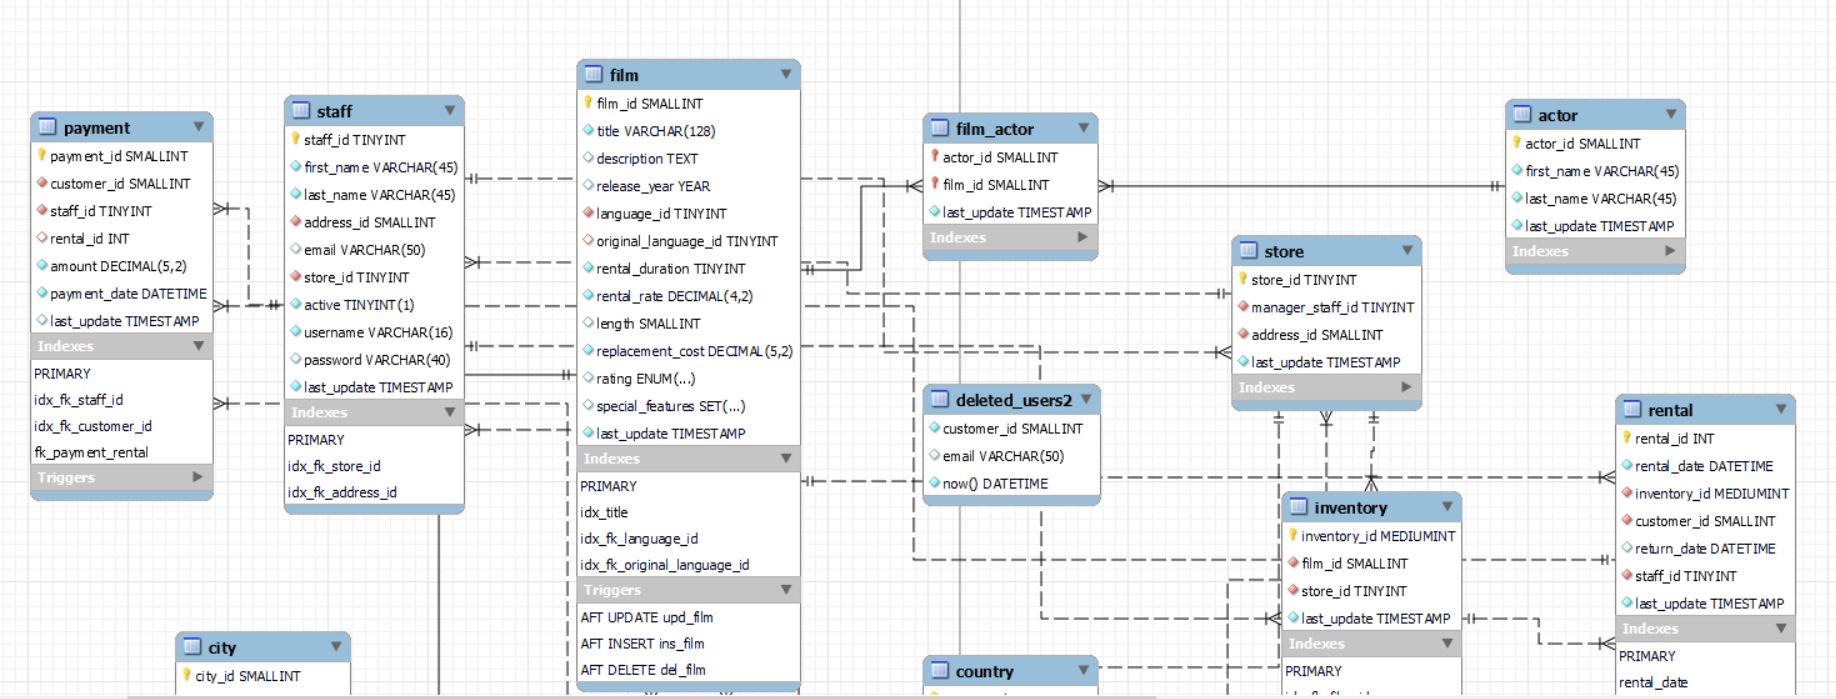 payment
payment_id SMALLINT
customer_id SMALLINT
staff_id TINYINT
rental_id INT
amount DECIMAL(5,2)
payment_date DATETIME
last_update TIMESTAMP
Indexes
PRIMARY
idx_fk_staff_id
idx_fk_customer_id
fk_payment_rental
Triggers
staff
staff_id TINYINT
first_name VARCHAR(45)
last_name VARCHAR(45)
address_id SMALLINT
email VARCHAR(50)
store_id TINYINT
active TINYINT(1)
username VARCHAR(16)
password VARCHAR(40)
last_update TIMESTAMP
Indexes
PRIMARY
idx_fk_store_id
idx_fk_address_id
city
city_id SMALLINT
film
film_id SMALLINT
title VARCHAR(128)
description TEXT
release_year YEAR
language_id TINYINT
original_language_id TINYINT
rental_duration TINYINT
rental_rate DECIMAL(4,2)
length SMALLINT
replacement_cost DECIMAL(5,2)
rating ENUM(...)
special_features SET(...)
last_update TIMESTAMP
Indexes
PRIMARY
idx_title
idx_fk_language_id
idx_fk_original_language_id
Triggers
AFT UPDATE upd_film
AFT INSERT ins_film
AFT DELETE del_film
film_actor
actor_id SMALLINT
film_id SMALLINT
last_update TIMESTAMP
Indexes
deleted_users2
customer_id SMALLINT
email VARCHAR(50)
now() DATETIME
country
store
store_id TINYINT
manager_staff_id TINYINT
address_id SMALLINT
last_update TIMESTAMP
Indexes
inventory
inventory_id MEDIUMINT
film_id SMALLINT
store_id TINYINT
last_update TIMESTAMP
Indexes
PRIMARY
actor
actor_id SMALLINT
first_name VARCHAR(45)
last_name VARCHAR(45)
last_update TIMESTAMP
Indexes
rental
rental_id INT
rental_date DATETIME
inventory_id MEDIUMINT
customer_id SMALLINT
return_date DATETIME
staff_id TINYINT
last_update TIMESTAMP
Indexes
PRIMARY
rental_date